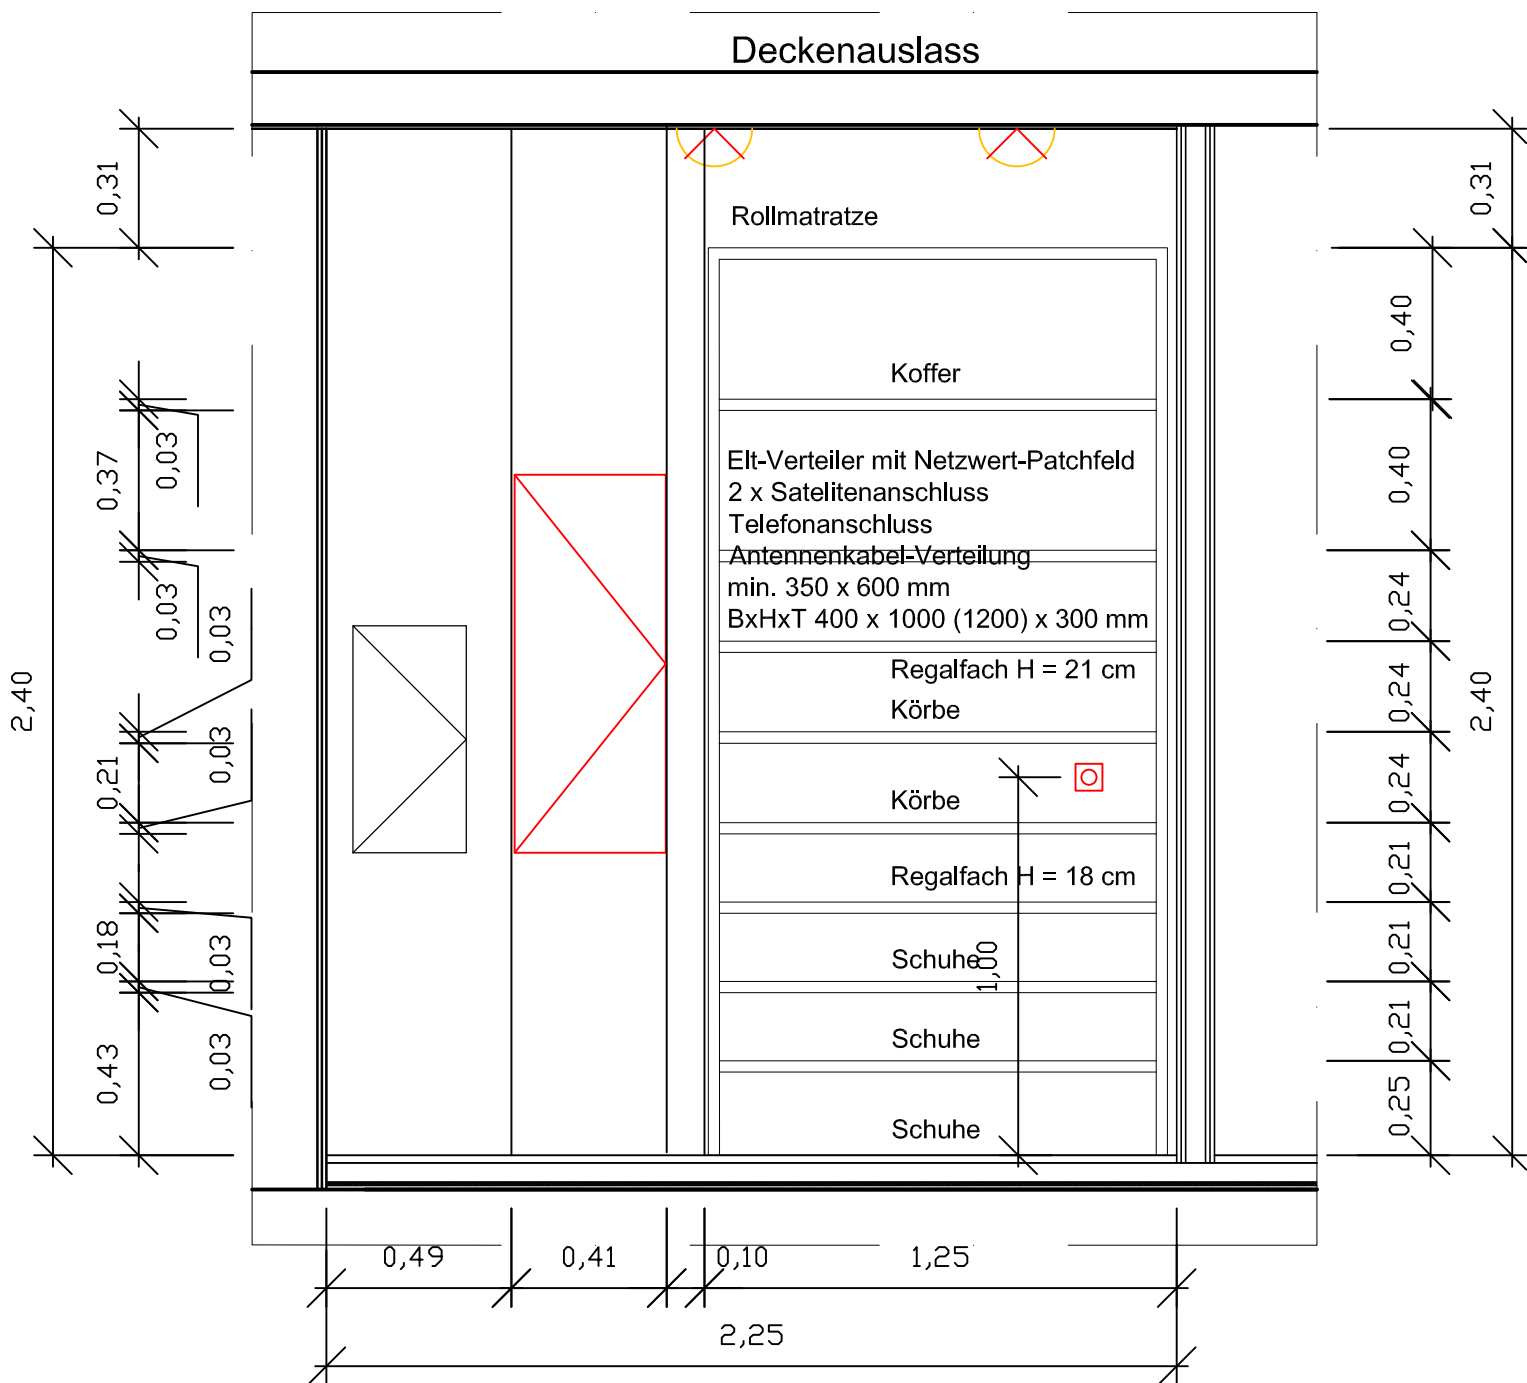 Deckenauslass
Rollmatratze
Koffer
Elt-Verteiler mit Netzwert-Patchfeld
2 x Satelitenanschluss
Telefonanschluss
Antennenkabel-Verteilung
min. 350 x 600 mm
BxHxT 400 x 1000 (1200) x 300 mm
Regalfach H = 21 cm
Körbe
Körbe
Regalfach H = 18 cm
Schuhe
Schuhe
Schuhe
1,00
2,40
0,31
0,37
0,03
0,03
0,03
0,21
0,03
0,18
0,03
0,43
0,03
0,31
2,40
0,40
0,40
0,24
0,24
0,24
0,21
0,21
0,21
0,25
0,49
0,41
0,10
1,25
2,25